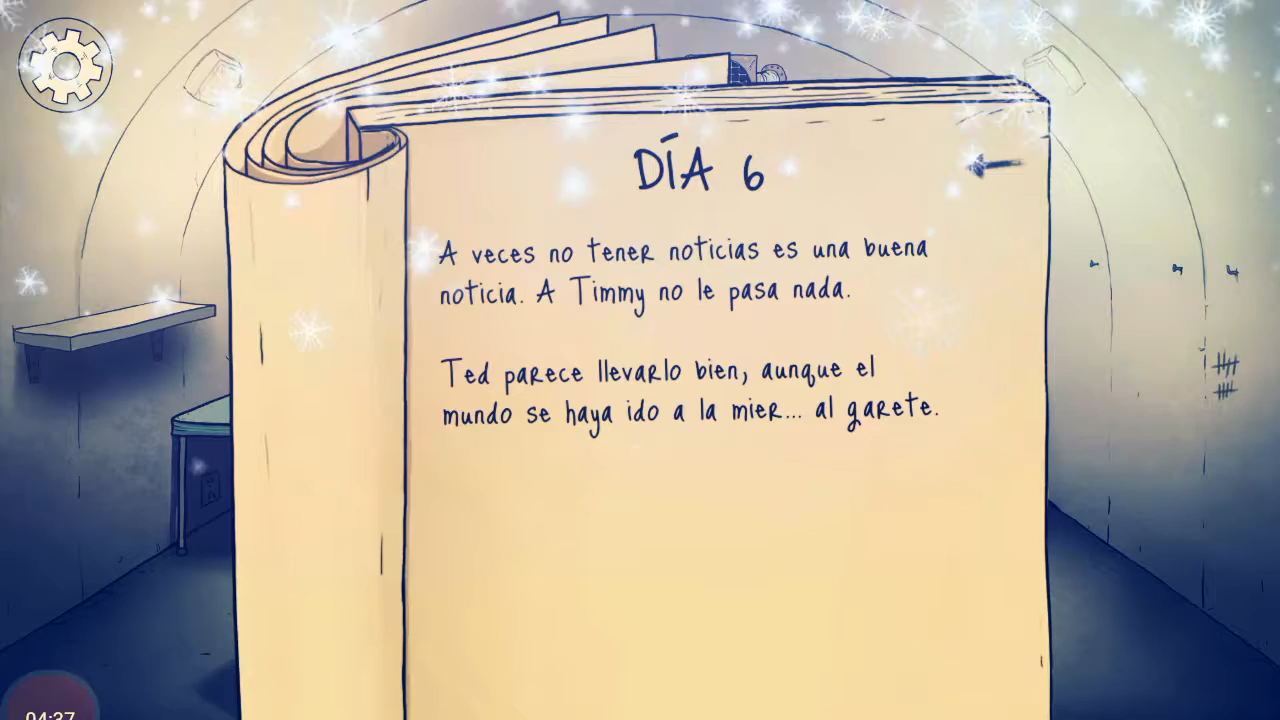 DÍA 6
A veces no tener noticias es una buena
noticia. A Timmy no le pasa nada.
Ted parece llevarlo bien, aunque el
mundo se haya ido a la mier... al garete.
04:37